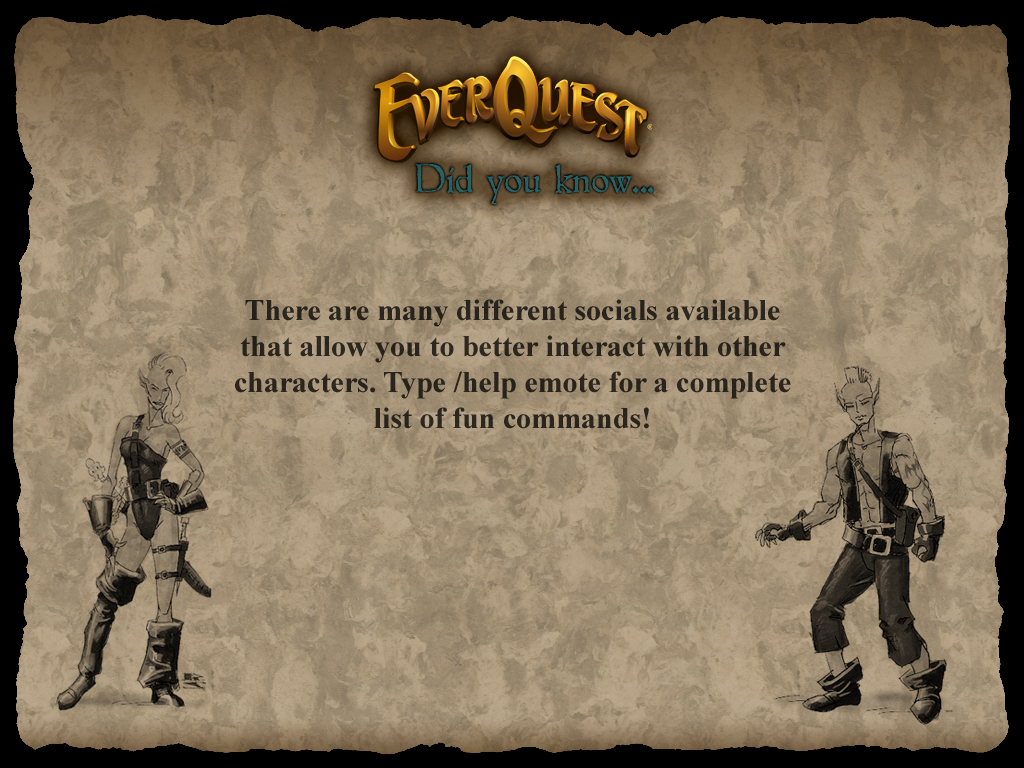 EVERQUEST
Did you know...
There are many different socials available
that allow you to better interact with other
characters. Type /help emote for a complete
list of fun commands!